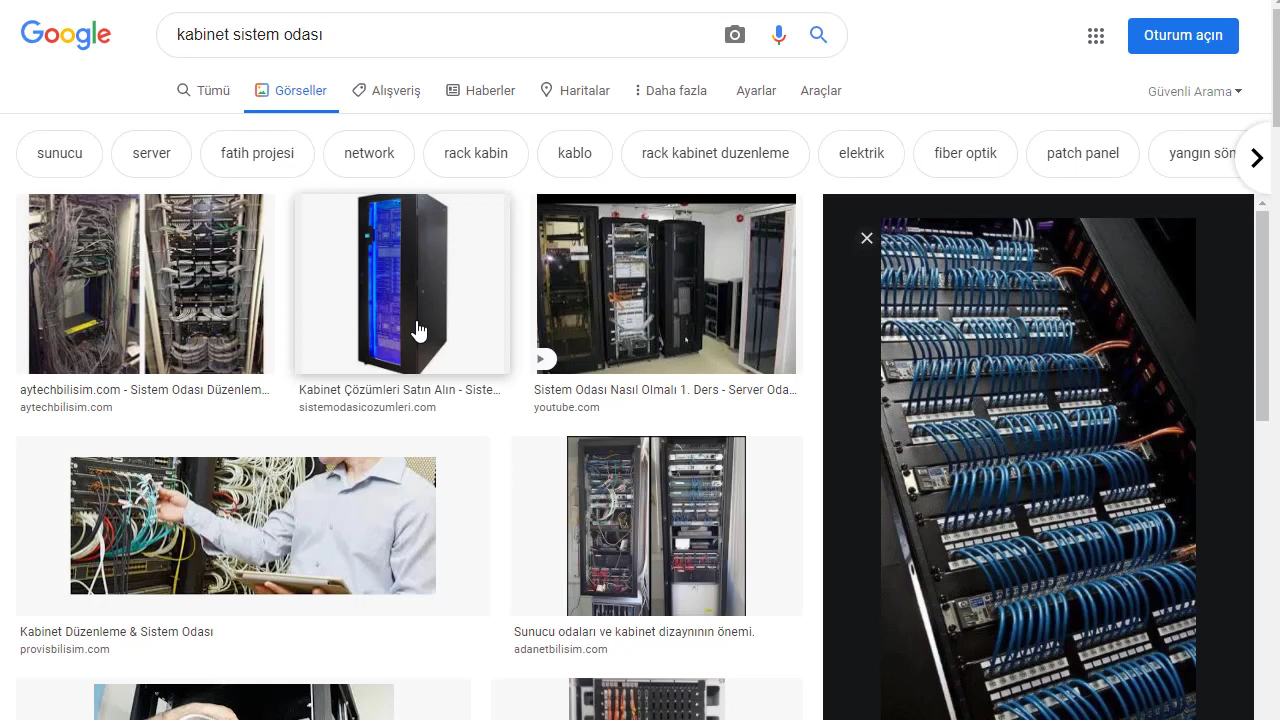 Google
kabinet sistem odası
Oturum açın
Tümü
Görseller
Alışveriş
Haberler
Haritalar
Daha fazla
Ayarlar
Araçlar
Güvenli Arama
sunucu
server
fatih projesi
network
rack kabin
kablo
rack kabinet duzenleme
elektrik
fiber optik
patch panel
yangın sön
aytechbilisim.com - Sistem Odası Düzenlem...
aytechbilisim.com
Kabinet Çözümleri Satın Alın - Siste...
sistemodasicozumleri.com
Sistem Odası Nasıl Olmalı 1. Ders - Server Oda...
youtube.com
Kabinet Düzenleme & Sistem Odası
provisbilisim.com
Sunucu odaları ve kabinet dizaynının önemi.
adanetbilisim.com